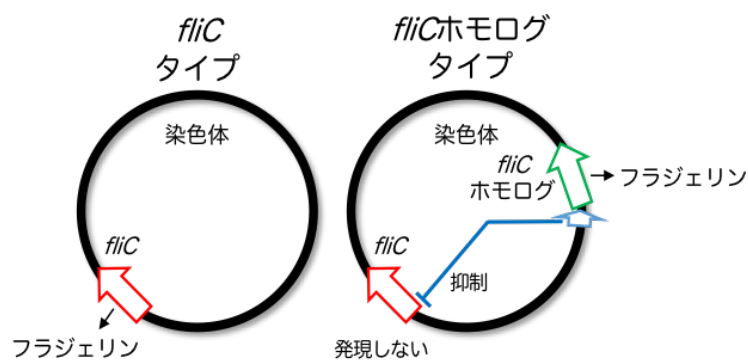 fliC
タイプ
染色体
fliC
フラジェリン
fliCホモログ
タイプ
染色体
fliC
ホモログ
フラジェリン
fliC
抑制
発現しない